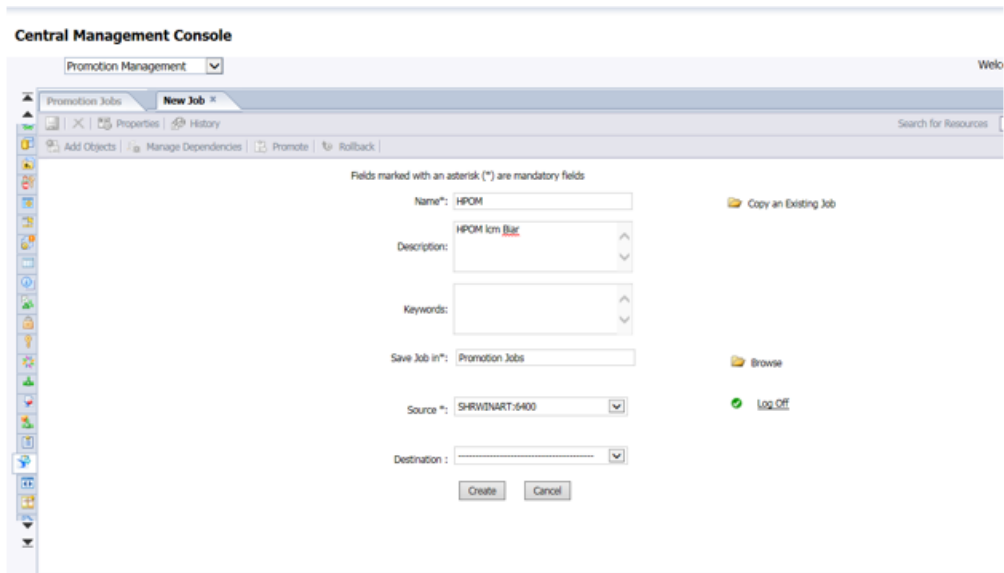 Central Management Console
Promotion Management
Promotion Jobs New Job ×
Properties | History Search for Resources
Add Objects | Manage Dependencies | Promote | Rollback |
Fields marked with an asterisk (*) are mandatory fields
Name*: HPOM Copy an Existing Job
Description: HPOM lcm Biar
Keywords:
Save Job in*: Promotion Jobs Browse
Source *: SHRWINART:6400 Log Off
Destination : ----------------------------------------
Create Cancel